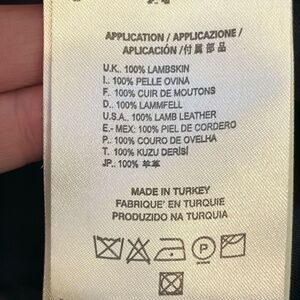 APPLICATION / APPLICAZIONE /
APLICACIÓN /付属部品
U.K.. 100% LAMBSKIN
I.. 100% PELLE OVINA
F.. 100% CUIR DE MOUTONS
D.. 100% LAMMFELL
U.S.A.. 100% LAMB LEATHER
E.- MEX: 100% PIEL DE CORDERO
P.: 100% COURO DE OVELHA
T. 100% KUZU DERİSİ
JP.: 100% 羊革
MADE IN TURKEY
FABRIQUE' EN TURQUIE
PRODUZIDO NA TURQUIA
P